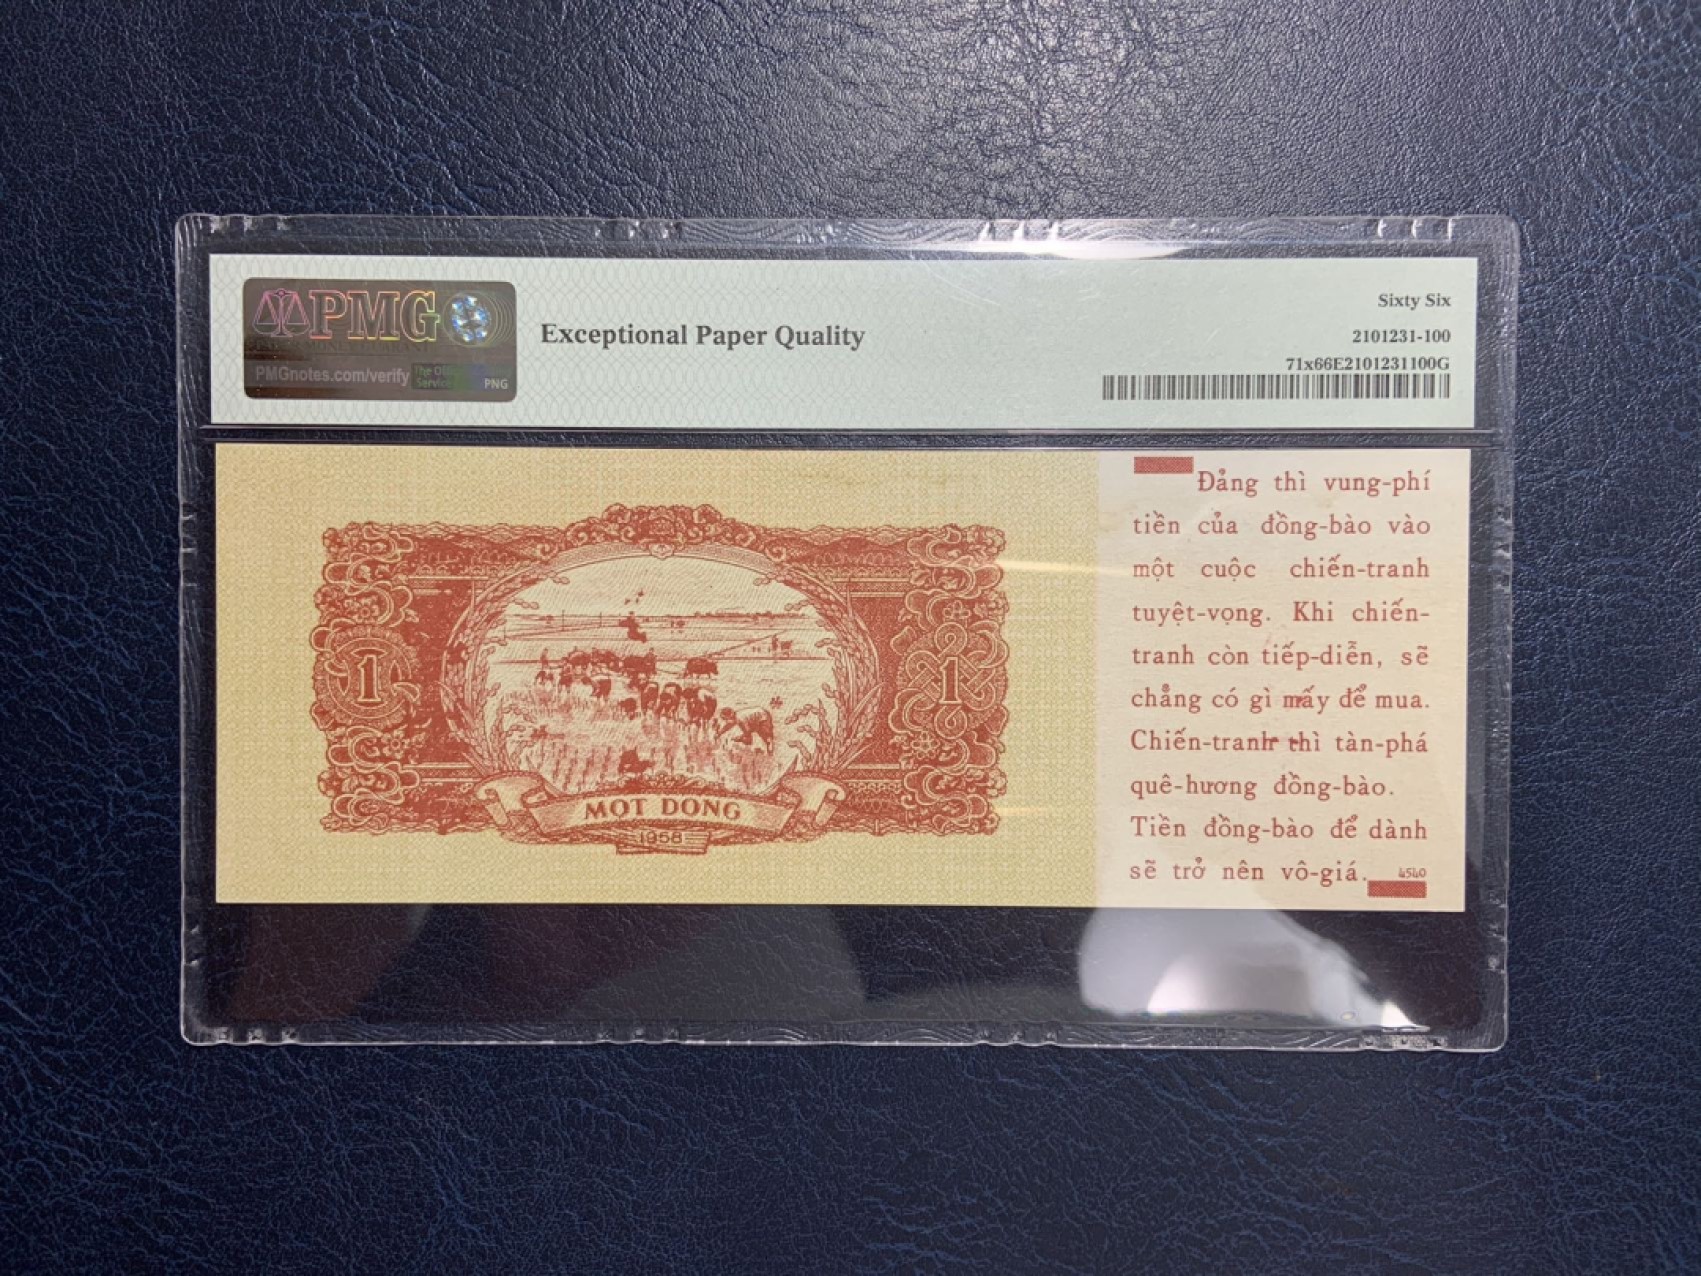 PMG
PMGnotes.com/verify
PNG
Exceptional Paper Quality
Sixty Six
2101231-100
71x66E2101231100G
1
1
MỘT ĐỒNG
1958
Đảng thì vung-phí
tiền của đồng-bào vào
một cuộc chiến-tranh
tuyệt-vọng. Khi chiến-
tranh còn tiếp-diễn, sẽ
chẳng có gì mấy để mua.
Chiến-tranh thì tàn-phá
quê-hương đồng-bào.
Tiền đồng-bào để dành
sẽ trở nên vô-giá.
4540